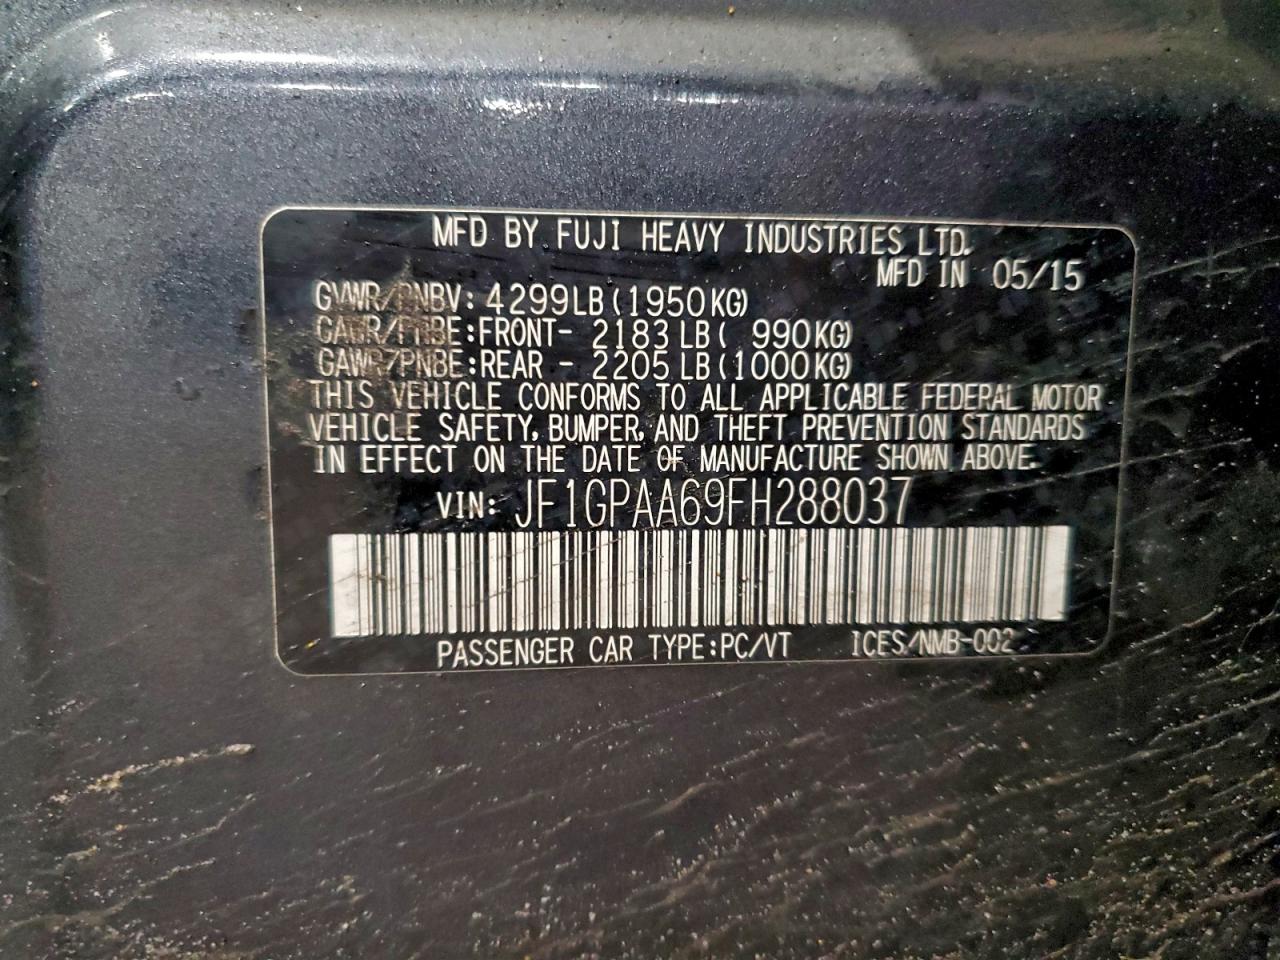 MFD BY FUJI HEAVY INDUSTRIES LTD.
MFD IN 05/15
GVWR/PNBV: 4299LB (1950KG)
GAWR/PNBE: FRONT- 2183 LB ( 990KG)
GAWR/PNBE: REAR - 2205 LB (1000KG)
THIS VEHICLE CONFORMS TO ALL APPLICABLE FEDERAL MOTOR
VEHICLE SAFETY, BUMPER, AND THEFT PREVENTION STANDARDS
IN EFFECT ON THE DATE OF MANUFACTURE SHOWN ABOVE.
VIN: JF1GPAA69FH288037
PASSENGER CAR TYPE:PC/VT ICES/NMB-002